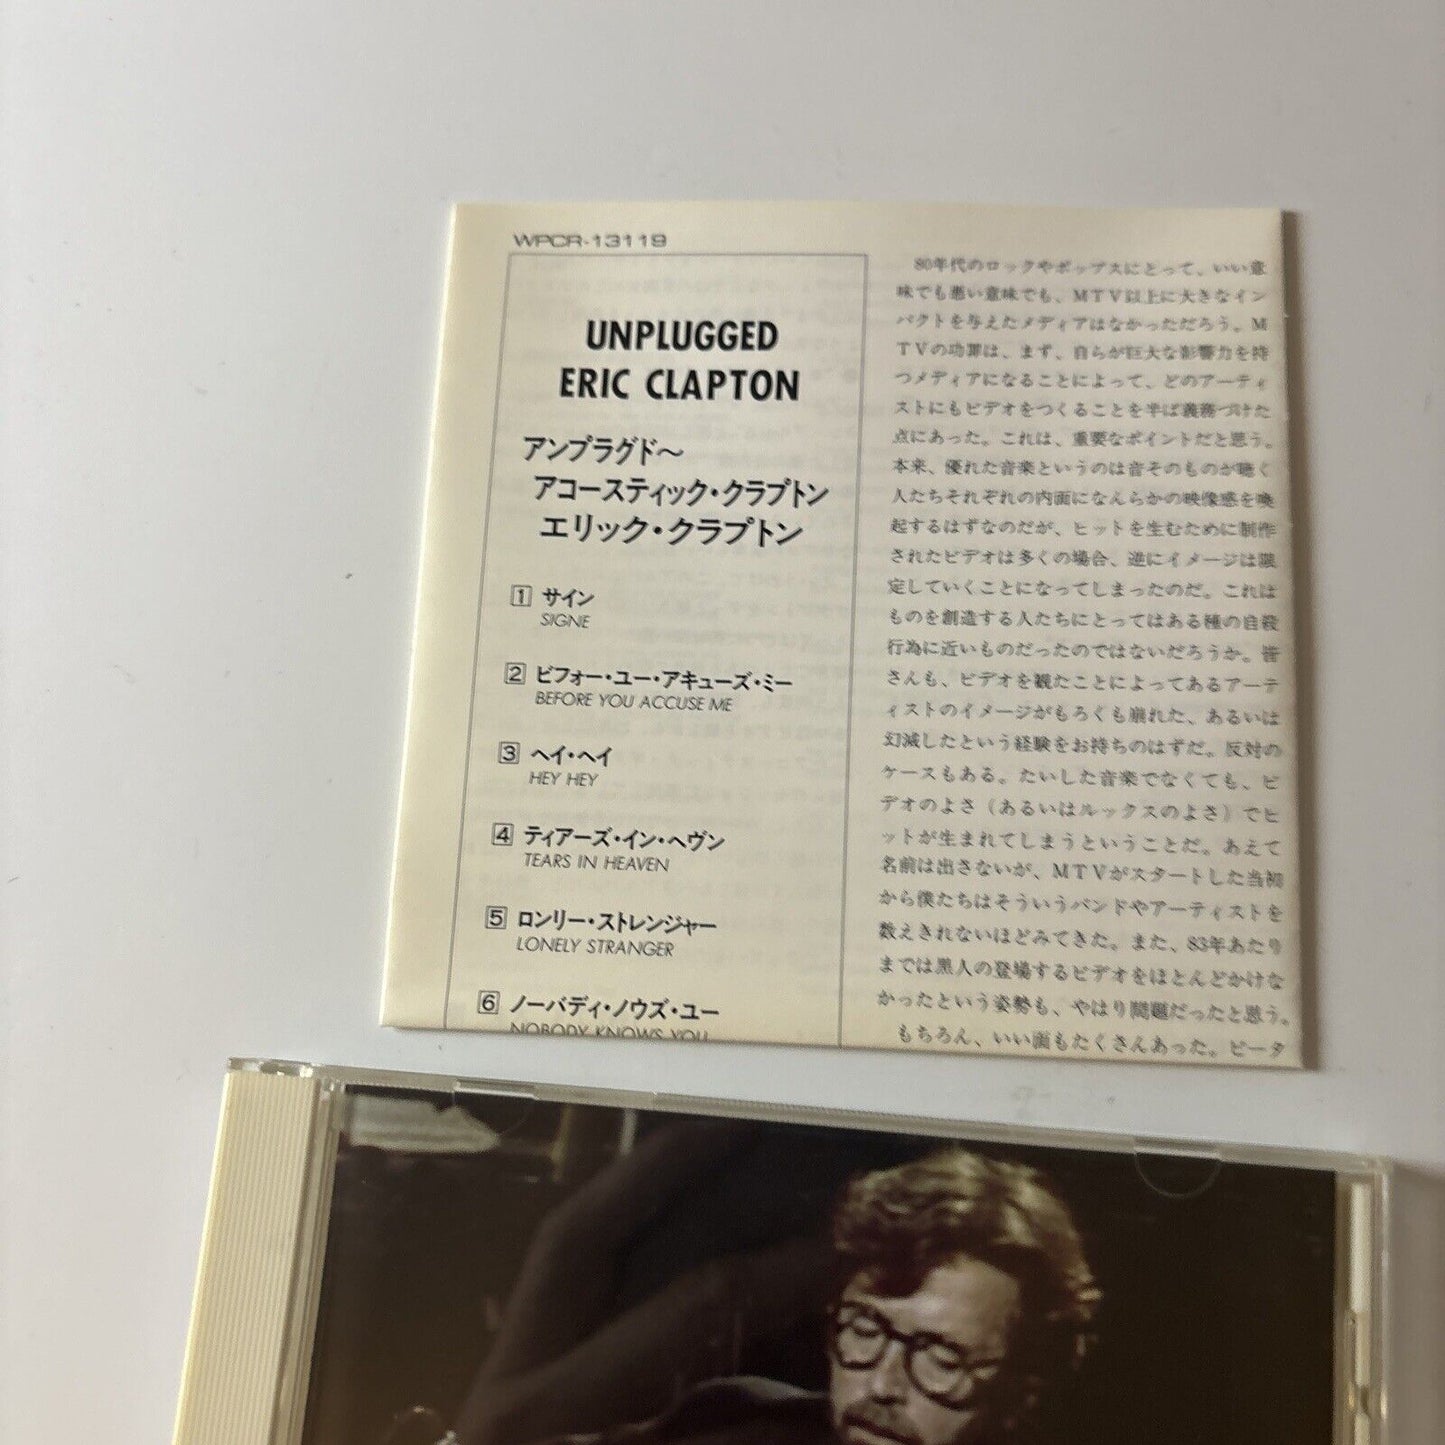 WPCR-13119
UNPLUGGED
ERIC CLAPTON
アンプラグド〜
アコースティック・クラプトン
エリック・クラプトン
1 サイン
SIGNE
2 ビフォー・ユー・アキューズ・ミー
BEFORE YOU ACCUSE ME
3 ヘイ・ヘイ
HEY HEY
4 ティアーズ・イン・ヘヴン
TEARS IN HEAVEN
5 ロンリー・ストレンジャー
LONELY STRANGER
6 ノーバディ・ノウズ・ユー
NOBODY KNOWS YOU
80年代のロックやポップスにとって、いい意
味でも悪い意味でも、MTV以上に大きなイン
パクトを与えたメディアはなかっただろう。M
TVの功罪は、まず、自らが巨大な影響力を持
つメディアになることによって、どのアーティ
ストにもビデオをつくることを半ば義務づけた
点にあった。これは、重要なポイントだと思う。
本来、優れた音楽というのは音そのものが聴く
人たちそれぞれの内面になんらかの映像感を喚
起するはずなのだが、ヒットを生むために制作
されたビデオは多くの場合、逆にイメージは限
定していくことになってしまったのだ。これは
ものを創造する人たちにとってはある種の自殺
行為に近いものだったのではないだろうか。皆
さんも、ビデオを観たことによってあるアーテ
ィストのイメージがもろくも崩れた、あるいは
幻滅したという経験をお持ちのはずだ。反対の
ケースもある。たいした音楽でなくても、ビ
デオのよさ（あるいはルックスのよさ）でヒ
ットが生まれてしまうということだ。あえて
名前は出さないが、MTVがスタートした当初
から僕たちはそういうバンドやアーティストを
数えきれないほどみてきた。また、83年あたり
までは黒人の登場するビデオをほとんどかけな
かったという姿勢も、やはり問題だったと思う。
もちろん、いい面もたくさんあった。ピータ